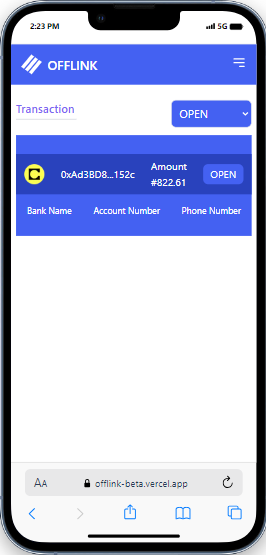 2:23 PM 5G
OFFLINK
Transaction OPEN
C 0xAd3BD8...152c Amount #822.61 OPEN
Bank Name Account Number Phone Number
AA offlink-beta.vercel.app